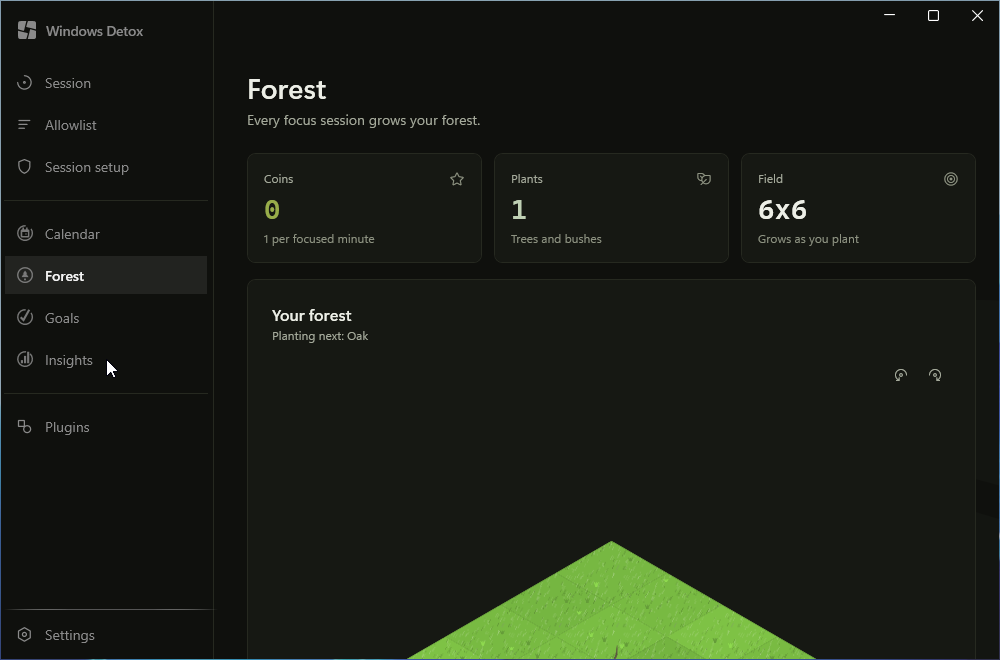 Windows Detox
Session
Allowlist
Session setup
Calendar
Forest
Goals
Insights
Plugins
Settings
Forest
Every focus session grows your forest.
Coins
0
1 per focused minute
Plants
1
Trees and bushes
Field
6x6
Grows as you plant
Your forest
Planting next: Oak